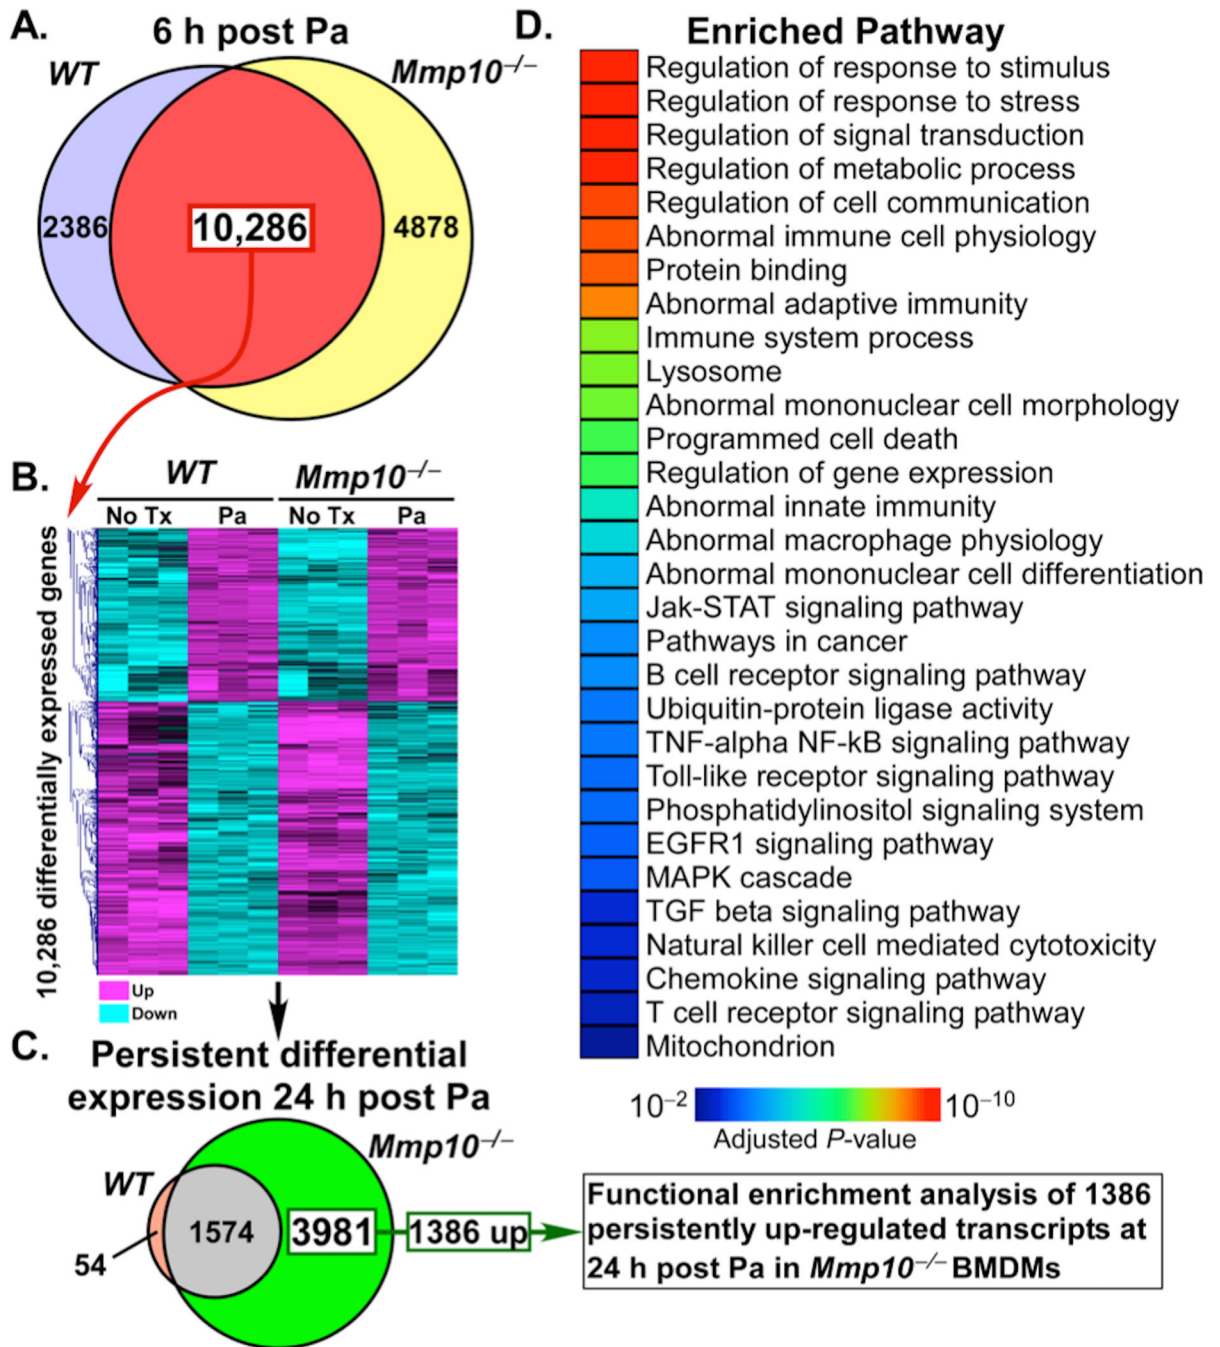 A.
6 h post Pa
WT
Mmp10–/–
2386
10,286
4878
B.
WT
Mmp10–/–
No Tx
Pa
No Tx
Pa
10,286 differentially expressed genes
Up
Down
C.
Persistent differential
expression 24 h post Pa
Mmp10–/–
WT
1574
3981
1386 up
54
Functional enrichment analysis of 1386
persistently up-regulated transcripts at
24 h post Pa in Mmp10–/– BMDMs
D.
Enriched Pathway
Regulation of response to stimulus
Regulation of response to stress
Regulation of signal transduction
Regulation of metabolic process
Regulation of cell communication
Abnormal immune cell physiology
Protein binding
Abnormal adaptive immunity
Immune system process
Lysosome
Abnormal mononuclear cell morphology
Programmed cell death
Regulation of gene expression
Abnormal innate immunity
Abnormal macrophage physiology
Abnormal mononuclear cell differentiation
Jak-STAT signaling pathway
Pathways in cancer
B cell receptor signaling pathway
Ubiquitin-protein ligase activity
TNF-alpha NF-kB signaling pathway
Toll-like receptor signaling pathway
Phosphatidylinositol signaling system
EGFR1 signaling pathway
MAPK cascade
TGF beta signaling pathway
Natural killer cell mediated cytotoxicity
Chemokine signaling pathway
T cell receptor signaling pathway
Mitochondrion
10–2
10–10
Adjusted P-value